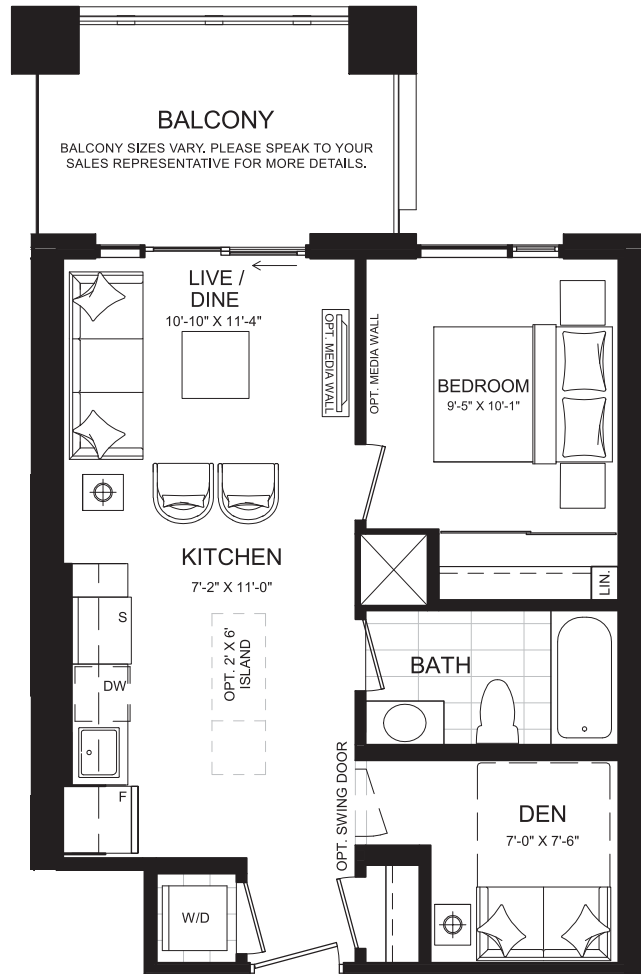 BALCONY
BALCONY SIZES VARY. PLEASE SPEAK TO YOUR
SALES REPRESENTATIVE FOR MORE DETAILS.
LIVE /
DINE
10'-10" X 11'-4"
OPT. MEDIA WALL
OPT. MEDIA WALL
BEDROOM
9'-5" X 10'-1"
KITCHEN
7'-2" X 11'-0"
LIN.
S
OPT. 2' X 6'
ISLAND
BATH
DW
F
OPT. SWING DOOR
DEN
7'-0" X 7'-6"
W/D